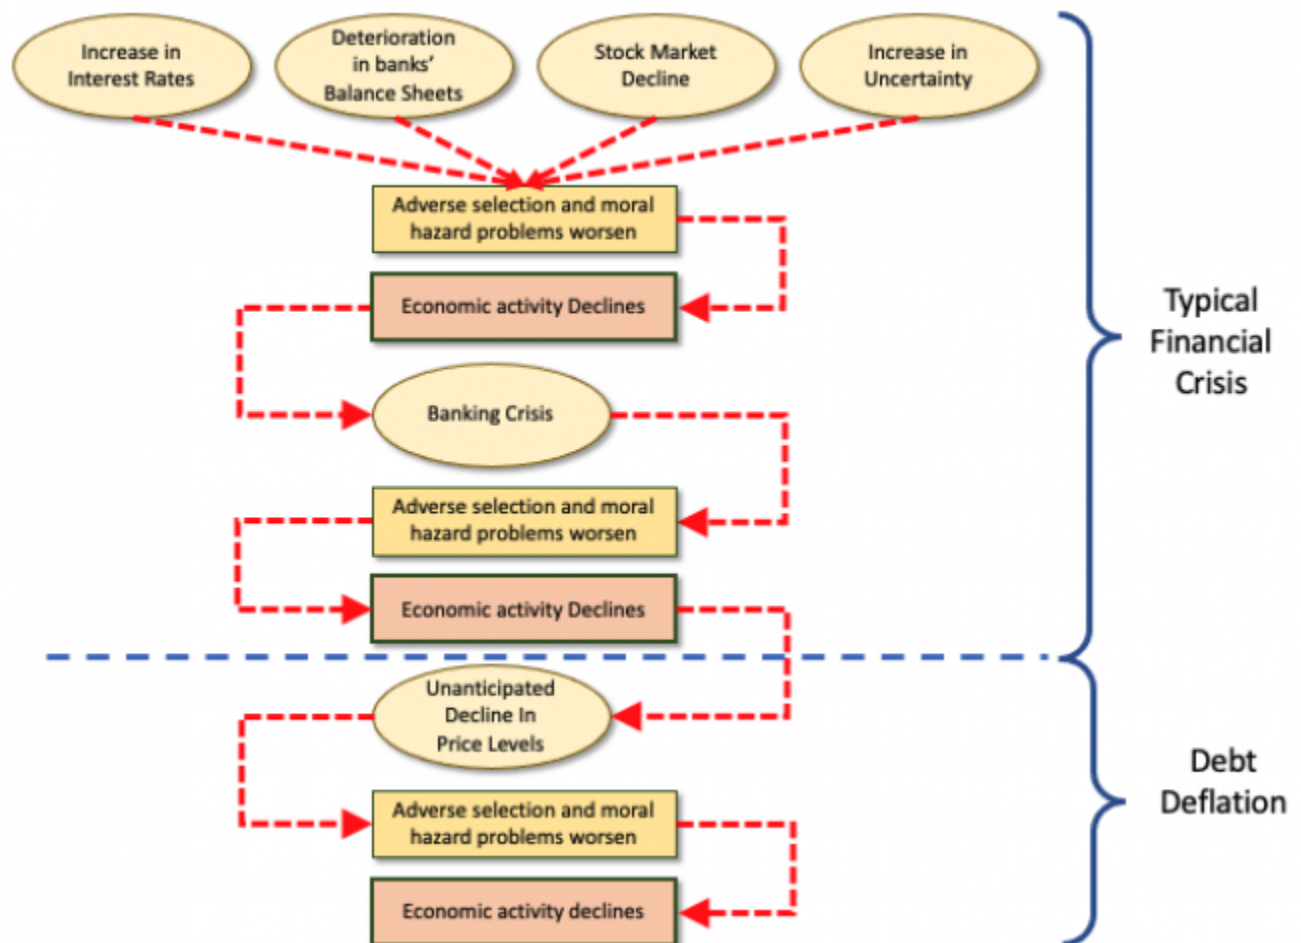 Increase in
Interest Rates
Deterioration
in banks'
Balance Sheets
Stock Market
Decline
Increase in
Uncertainty
Adverse selection and moral
hazard problems worsen
Economic activity Declines
Banking Crisis
Adverse selection and moral
hazard problems worsen
Economic activity Declines
Typical
Financial
Crisis
Unanticipated
Decline In
Price Levels
Adverse selection and moral
hazard problems worsen
Economic activity declines
Debt
Deflation